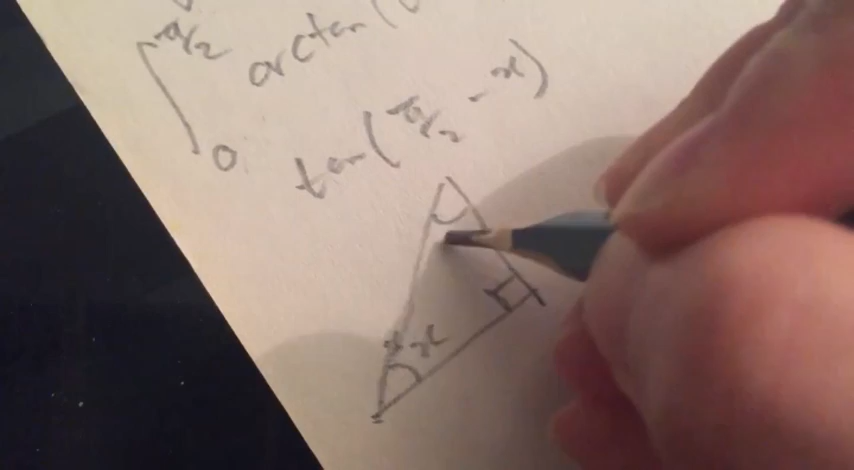 ∫ π/2 arctan(
0
tan(π/2 - x)
x